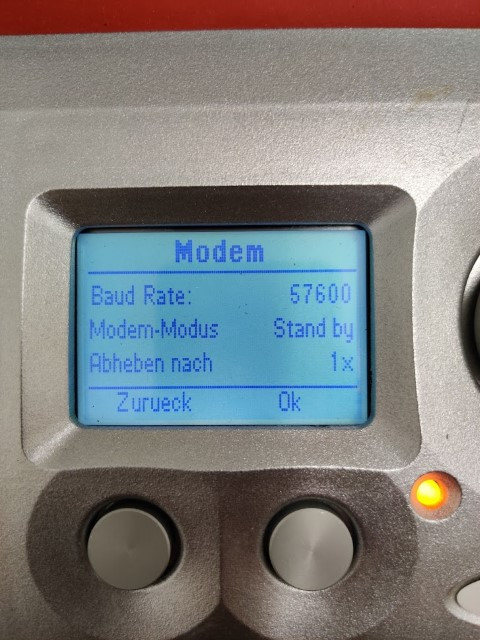 Modem
Baud Rate: 57600
Modem-Modus Stand by
Abheben nach 1x
Zurueck Ok